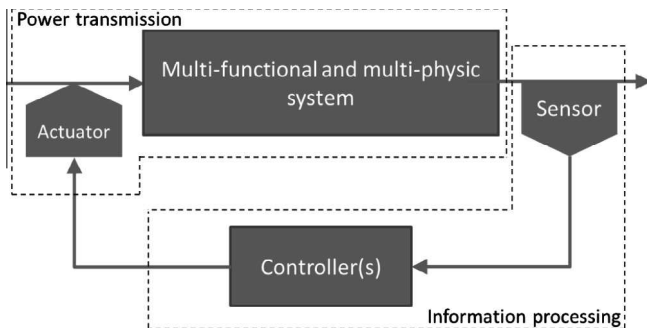 Power transmission
Multi-functional and multi-physic
system
Actuator
Sensor
Controller(s)
Information processing